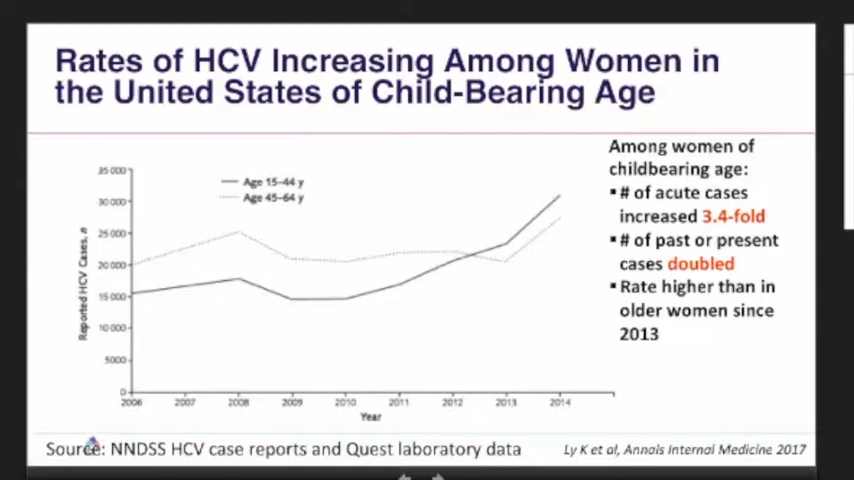 Rates of HCV Increasing Among Women in
the United States of Child-Bearing Age
Among women of
childbearing age:
▪# of acute cases
increased 3.4-fold
▪# of past or present
cases doubled
▪Rate higher than in
older women since
2013
Age 15–44 y
Age 45–64 y
Reported HCV Cases, n
35 000
30 000
25 000
20 000
15 000
10 000
5000
0
2006 2007 2008 2009 2010 2011 2012 2013 2014
Year
Source: NNDSS HCV case reports and Quest laboratory data
Ly K et al, Annals Internal Medicine 2017